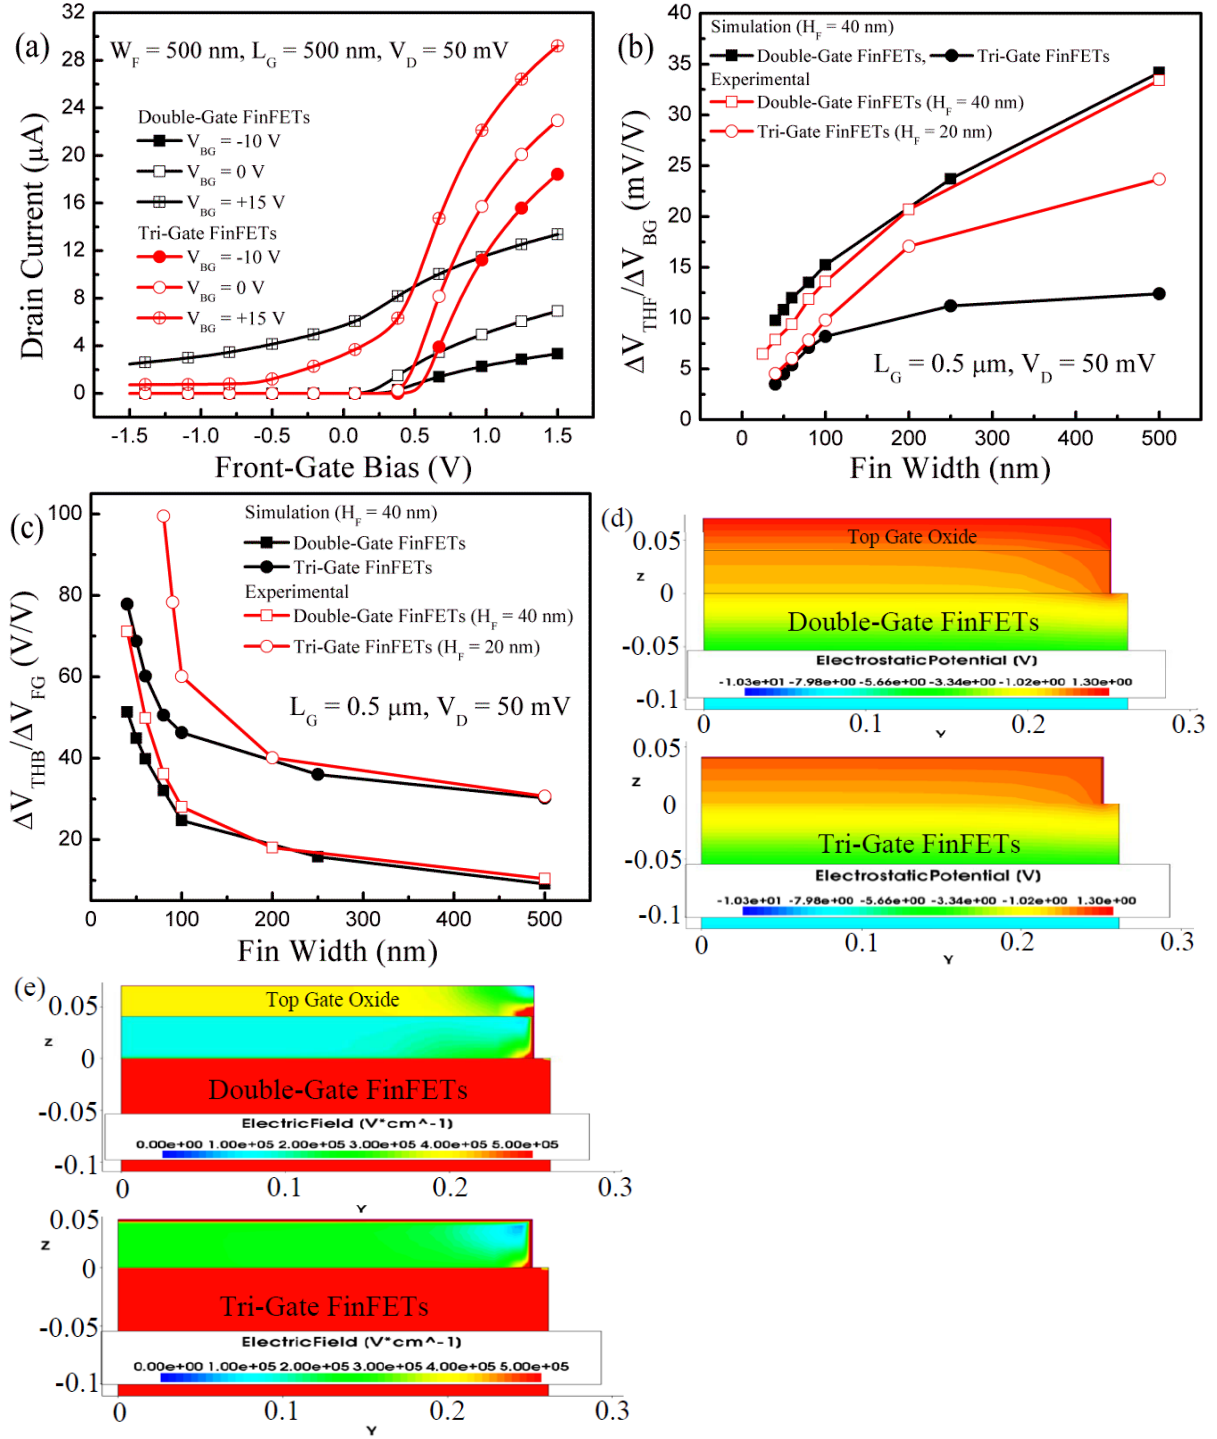 (a)
W_F = 500 nm, L_G = 500 nm, V_D = 50 mV
Double-Gate FinFETs
V_BG = -10 V
V_BG = 0 V
V_BG = +15 V
Tri-Gate FinFETs
V_BG = -10 V
V_BG = 0 V
V_BG = +15 V
Drain Current (μA)
32
28
24
20
16
12
8
4
0
-1.5 -1.0 -0.5 0.0 0.5 1.0 1.5
Front-Gate Bias (V)
(b)
Simulation (H_F = 40 nm)
Double-Gate FinFETs, Tri-Gate FinFETs
Experimental
Double-Gate FinFETs (H_F = 40 nm)
Tri-Gate FinFETs (H_F = 20 nm)
L_G = 0.5 μm, V_D = 50 mV
ΔV_THF/ΔV_BG (mV/V)
40
35
30
25
20
15
10
5
0
0 100 200 300 400 500
Fin Width (nm)
(c)
Simulation (H_F = 40 nm)
Double-Gate FinFETs
Tri-Gate FinFETs
Experimental
Double-Gate FinFETs (H_F = 40 nm)
Tri-Gate FinFETs (H_F = 20 nm)
L_G = 0.5 μm, V_D = 50 mV
ΔV_THB/ΔV_FG (V/V)
100
80
60
40
20
0 100 200 300 400 500
Fin Width (nm)
(d)
Top Gate Oxide
Double-Gate FinFETs
ElectrostaticPotential (V)
-1.03e+01 -7.98e+00 -5.66e+00 -3.34e+00 -1.02e+00 1.30e+00
z
0.05
0
-0.05
-0.1
0 0.1 0.2 0.3
Y
Tri-Gate FinFETs
ElectrostaticPotential (V)
-1.03e+01 -7.98e+00 -5.66e+00 -3.34e+00 -1.02e+00 1.30e+00
z
0.05
0
-0.05
-0.1
0 0.1 0.2 0.3
Y
(e)
Top Gate Oxide
Double-Gate FinFETs
ElectricField (V*cm^-1)
0.00e+00 1.00e+05 2.00e+05 3.00e+05 4.00e+05 5.00e+05
z
0.05
0
-0.05
-0.1
0 0.1 0.2 0.3
Y
Tri-Gate FinFETs
ElectricField (V*cm^-1)
0.00e+00 1.00e+05 2.00e+05 3.00e+05 4.00e+05 5.00e+05
z
0.05
0
-0.05
-0.1
0 0.1 0.2 0.3
Y